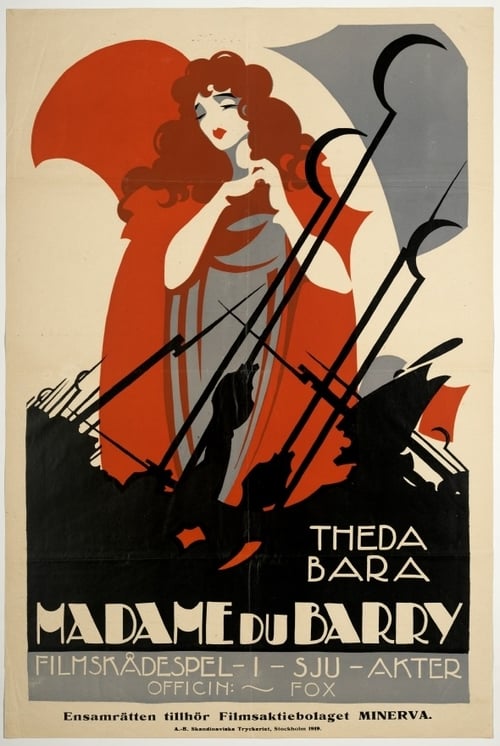 THEDA
BARA
MADAME DU BARRY
FILMSKÅDESPEL-I-SJU-AKTER
OFFICIN: ~ FOX
Ensamrätten tillhör Filmsaktiebolaget MINERVA.
A.-B. Skandinaviska Tryckeriet, Stockholm 1919.